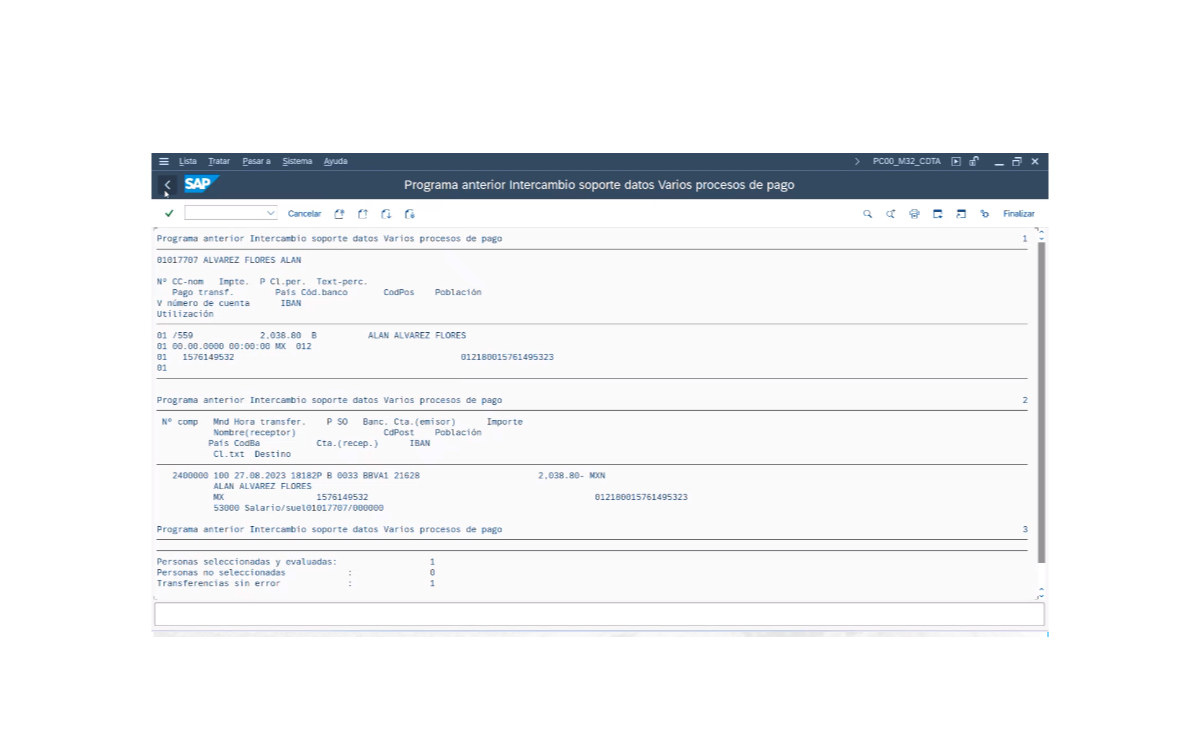 Lista Tratar Pasar a Sistema Ayuda PC00_M32_CDTA
SAP Programa anterior Intercambio soporte datos Varios procesos de pago
Cancelar Finalizar
Programa anterior Intercambio soporte datos Varios procesos de pago 1
01017707 ALVAREZ FLORES ALAN
Nº CC-nom Impte. P Cl.per. Text-perc.
Pago transf. País Cód.banco CodPos Población
V número de cuenta IBAN
Utilización
01 /559 2,038.80 B ALAN ALVAREZ FLORES
01 00.00.0000 00:00:00 MX 012
01 1576149532 012180015761495323
01
Programa anterior Intercambio soporte datos Varios procesos de pago 2
Nº comp Mnd Hora transfer. P SO Banc. Cta.(emisor) Importe
Nombre(receptor) CdPost Población
País CodBa Cta.(recep.) IBAN
Cl.txt Destino
2400000 100 27.08.2023 18182P B 0033 BBVA1 21628 2,038.80- MXN
ALAN ALVAREZ FLORES
MX 1576149532 012180015761495323
53000 Salario/suel01017707/000000
Programa anterior Intercambio soporte datos Varios procesos de pago 3
Personas seleccionadas y evaluadas: 1
Personas no seleccionadas : 0
Transferencias sin error : 1